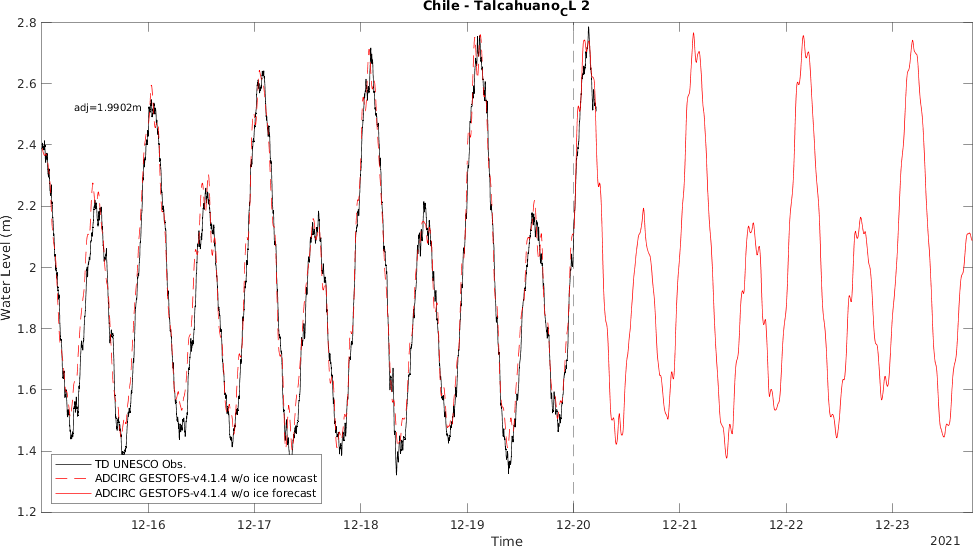 Chile - Talcahuano_CL 2
2.8
2.6
adj=1.9902m
2.4
2.2
Water Level (m)
2
1.8
1.6
1.4
TD UNESCO Obs.
ADCIRC GESTOFS-v4.1.4 w/o ice nowcast
ADCIRC GESTOFS-v4.1.4 w/o ice forecast
1.2
12-16 12-17 12-18 12-19 12-20 12-21 12-22 12-23
Time
2021